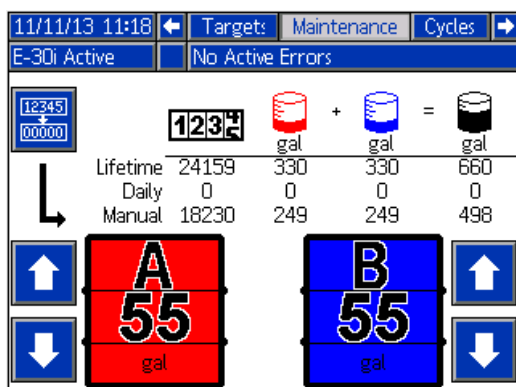 11/11/13 11:18 Targets Maintenance Cycles
E-30i Active No Active Errors
12345
00000
123
+ =
gal gal gal
Lifetime 24159 330 330 660
Daily 0 0 0 0
Manual 18230 249 249 498
A B
55 55
gal gal